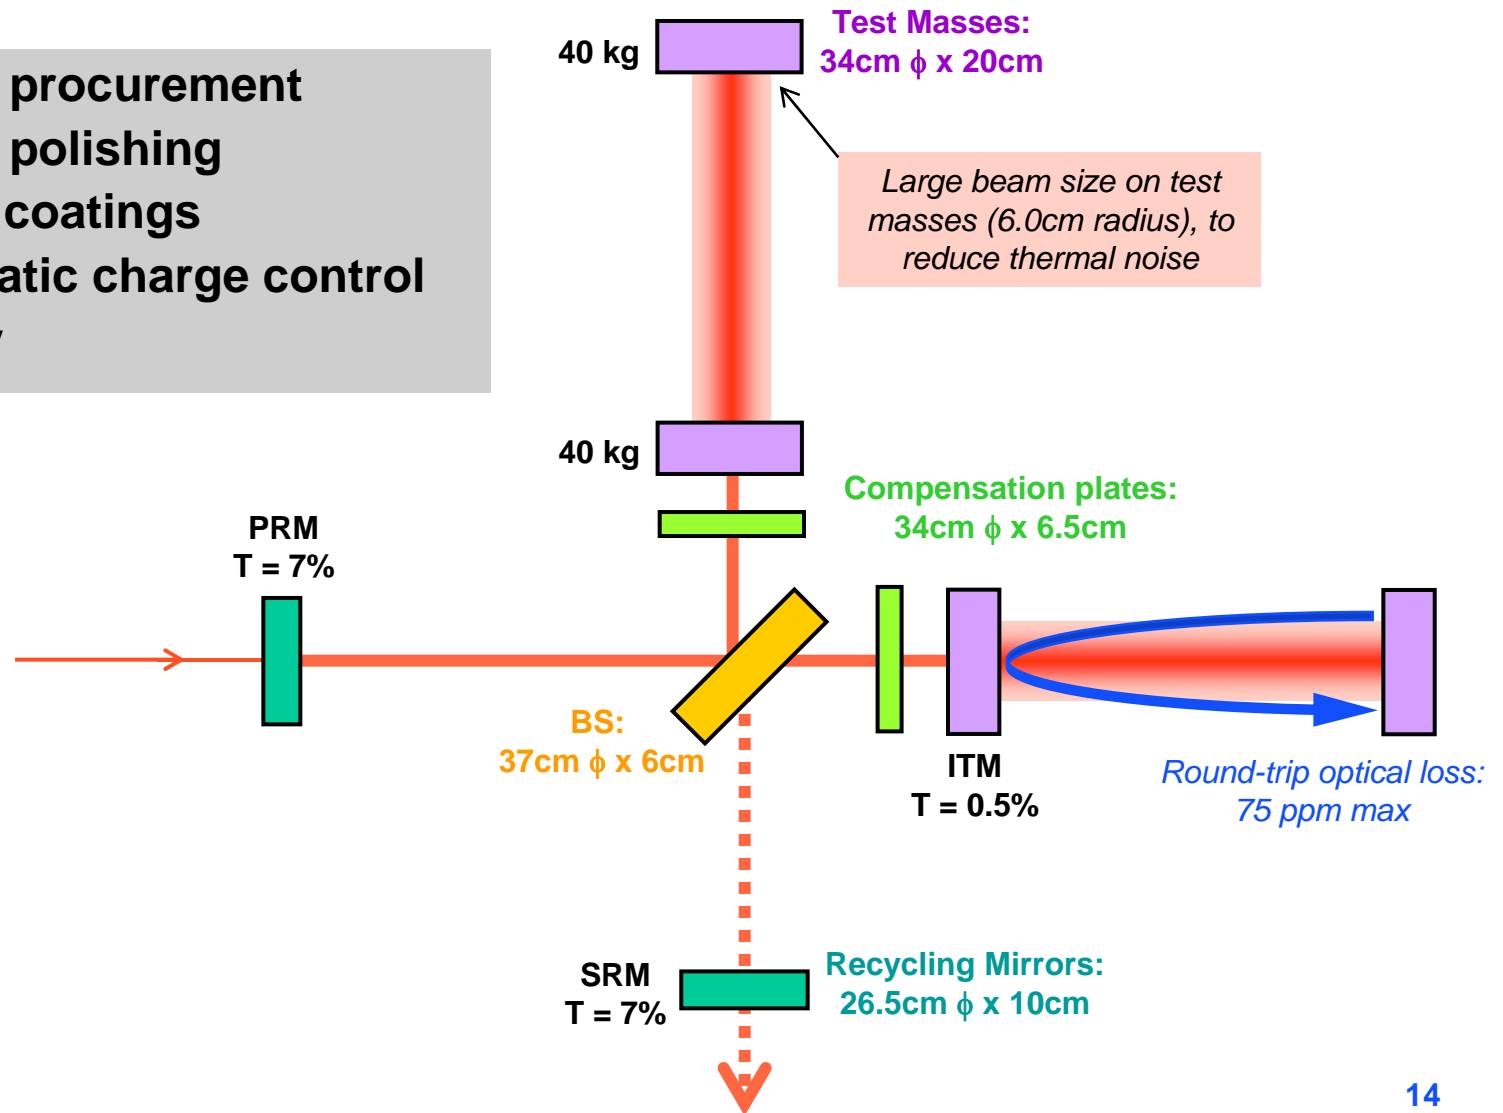 procurement
polishing
coatings
charge control
40 kg
Test Masses:
34cm ϕ x 20cm
Large beam size on test
masses (6.0cm radius), to
reduce thermal noise
40 kg
Compensation plates:
34cm ϕ x 6.5cm
PRM
T = 7%
BS:
37cm ϕ x 6cm
ITM
T = 0.5%
Round-trip optical loss:
75 ppm max
SRM
T = 7%
Recycling Mirrors:
26.5cm ϕ x 10cm
14